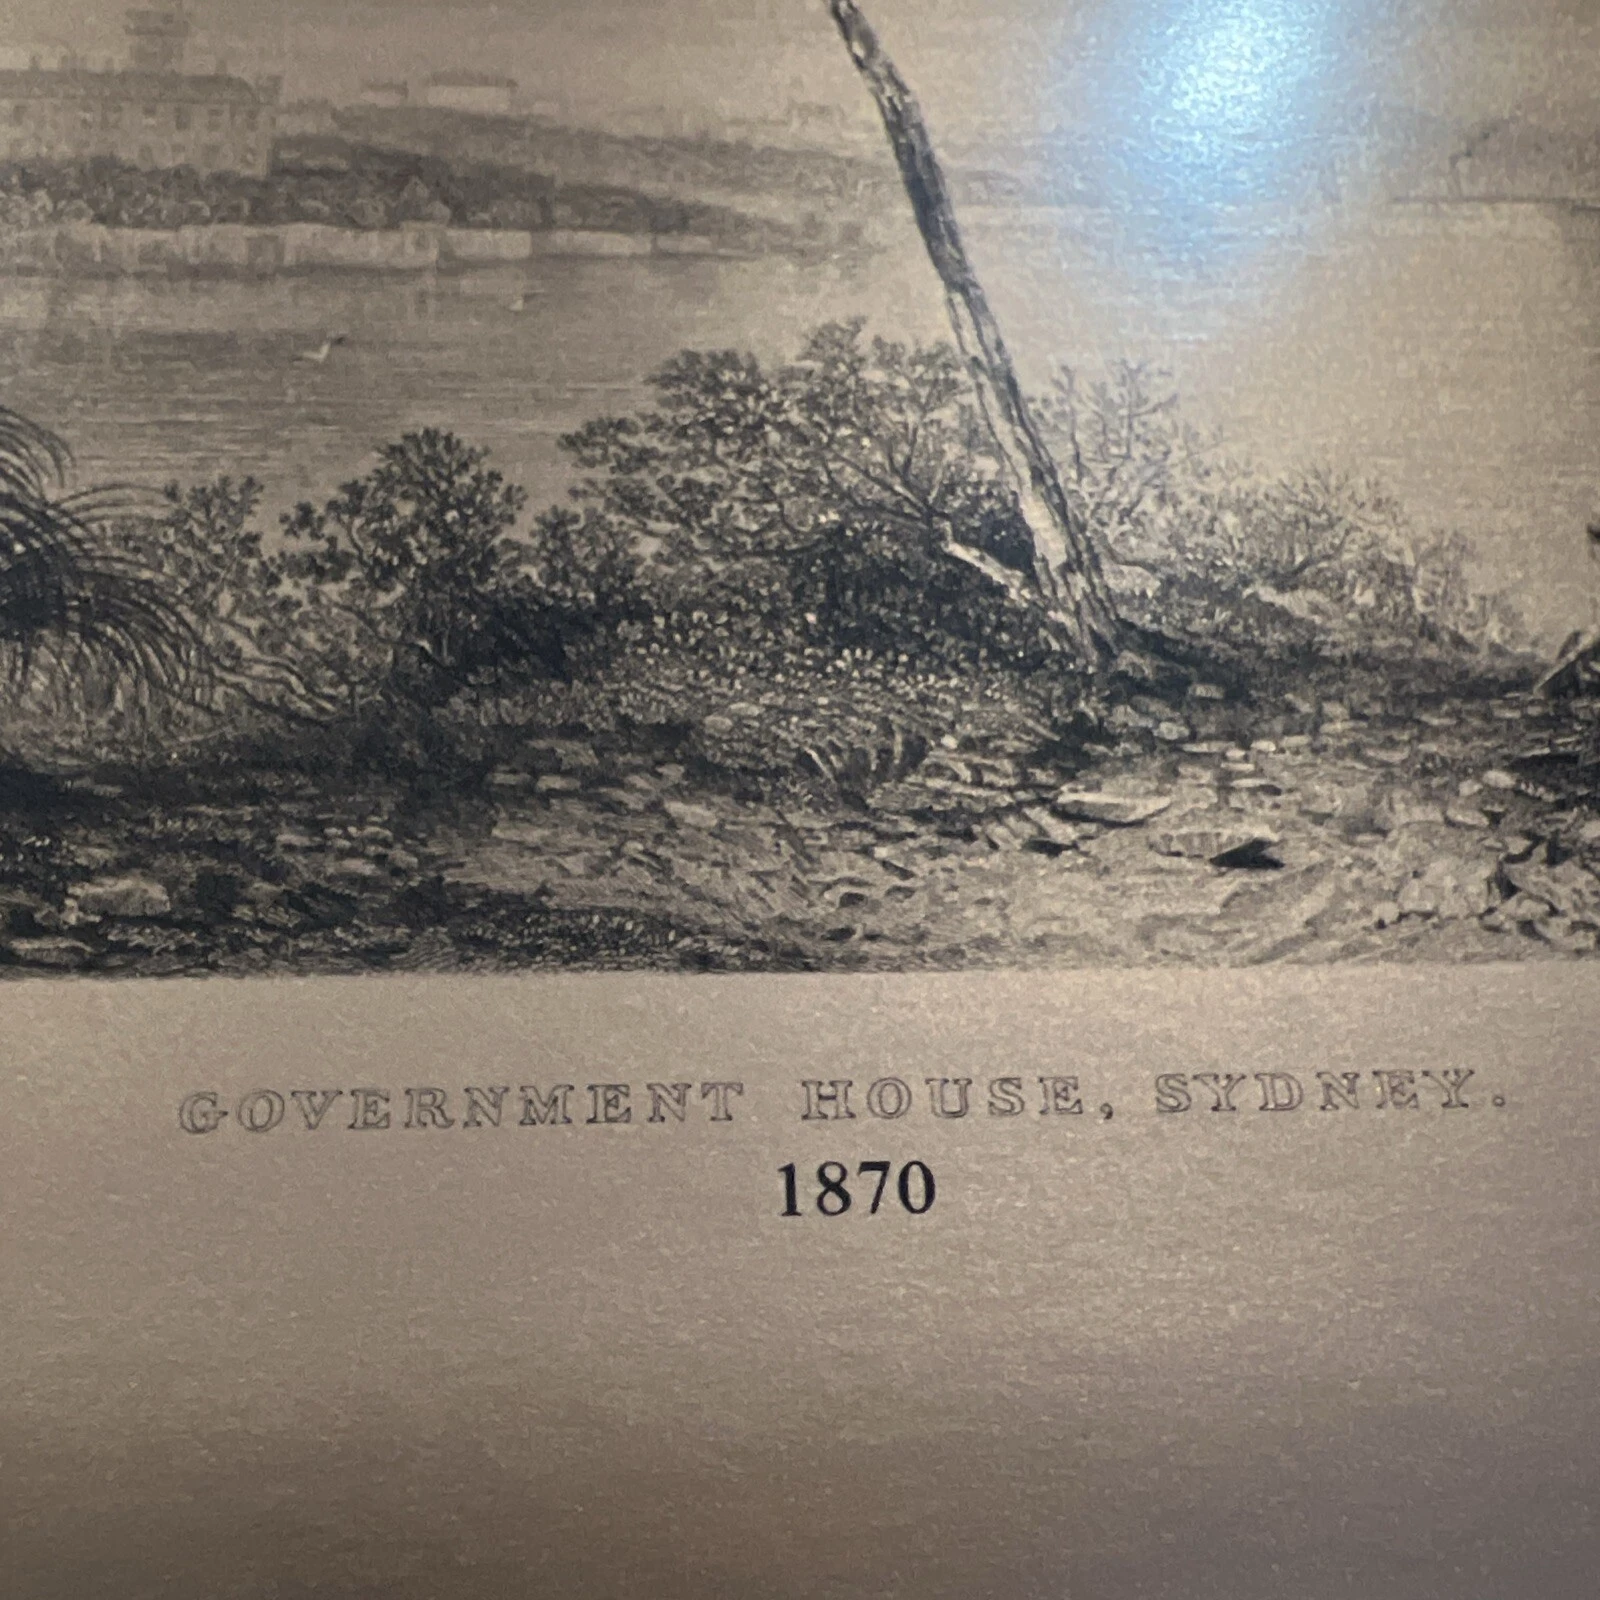 GOVERNMENT HOUSE, SYDNEY.
1870